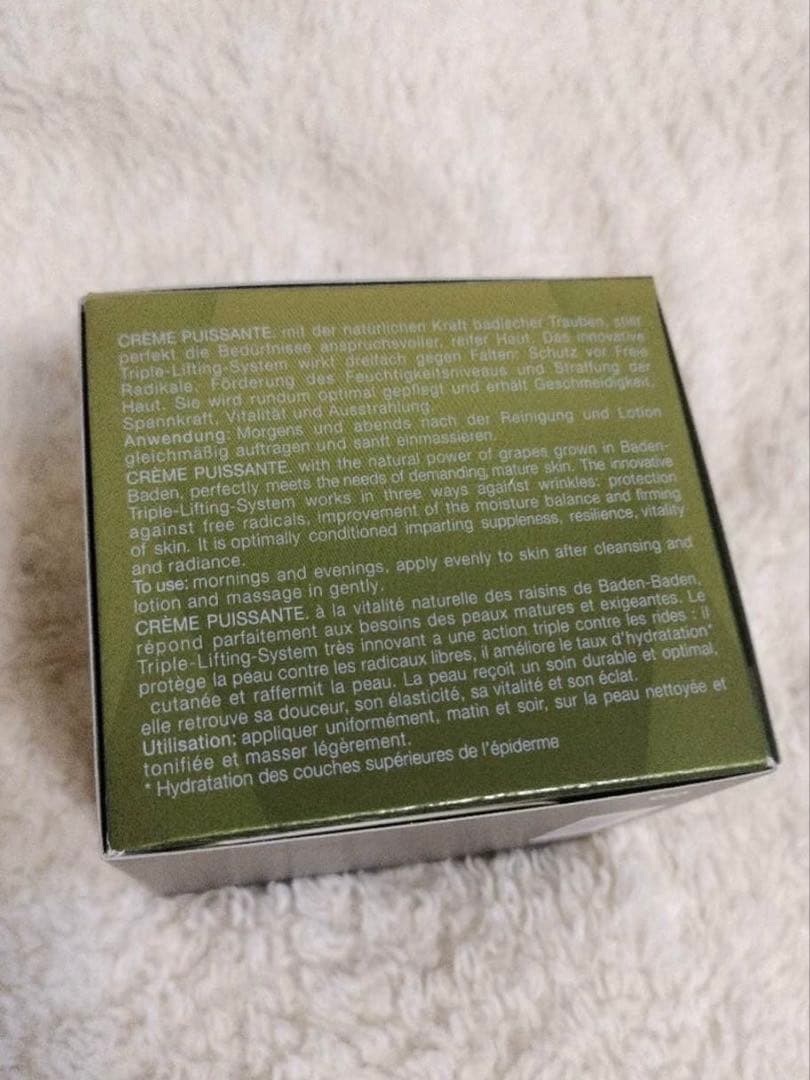 CRÈME PUISSANTE. mit der natürlichen Kraft badischer Trauben, stillt
perfekt die Bedürfnisse anspruchsvoller, reifer Haut. Das innovative
Triple-Lifting-System wirkt dreifach gegen Falten: Schutz vor Freie
Radikale, Förderung des Feuchtigkeitsniveaus und Straffung der
Haut. Sie wird rundum optimal gepflegt und erhält Geschmeidigkeit,
Spannkraft, Vitalität und Ausstrahlung.
Anwendung: Morgens und abends nach der Reinigung und Lotion
gleichmäßig auftragen und sanft einmassieren.
CRÈME PUISSANTE. with the natural power of grapes grown in Baden-
Baden, perfectly meets the needs of demanding, mature skin. The innovative
Triple-Lifting-System works in three ways against wrinkles: protection
against free radicals, improvement of the moisture balance and firming
of skin. It is optimally conditioned imparting suppleness, resilience, vitality
and radiance.
To use: mornings and evenings, apply evenly to skin after cleansing and
lotion and massage in gently.
CRÈME PUISSANTE. à la vitalité naturelle des raisins de Baden-Baden,
répond parfaitement aux besoins des peaux matures et exigeantes. Le
Triple-Lifting-System très innovant a une action triple contre les rides : il
protège la peau contre les radicaux libres, il améliore le taux d'hydratation*
cutanée et raffermit la peau. La peau reçoit un soin durable et optimal,
elle retrouve sa douceur, son élasticité, sa vitalité et son éclat.
Utilisation: appliquer uniformément, matin et soir, sur la peau nettoyée et
tonifiée et masser légèrement.
* Hydratation des couches supérieures de l'épiderme